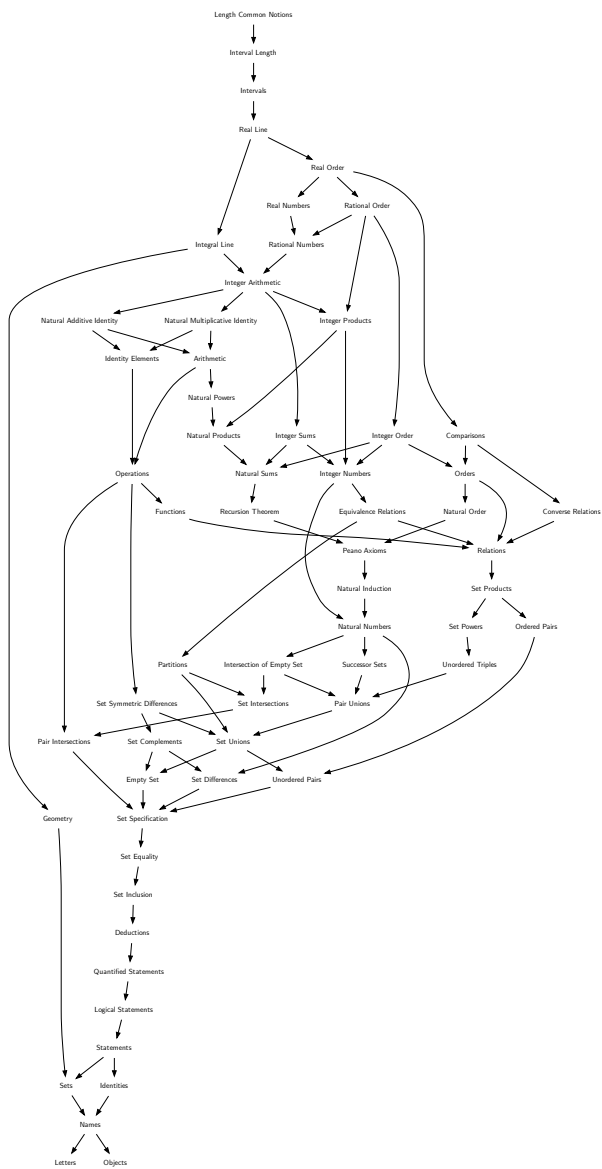 Length Common Notions
Interval Length
Intervals
Real Line
Real Order
Real Numbers Rational Order
Integral Line Rational Numbers
Integer Arithmetic
Natural Additive Identity Natural Multiplicative Identity Integer Products
Identity Elements Arithmetic
Natural Powers
Natural Products Integer Sums Integer Order Comparisons
Operations Natural Sums Integer Numbers Orders
Functions Recursion Theorem Equivalence Relations Natural Order Converse Relations
Peano Axioms Relations
Natural Induction Set Products
Natural Numbers Set Powers Ordered Pairs
Partitions Intersection of Empty Set Successor Sets Unordered Triples
Set Symmetric Differences Set Intersections Pair Unions
Pair Intersections Set Complements Set Unions
Empty Set Set Differences Unordered Pairs
Geometry Set Specification
Set Equality
Set Inclusion
Deductions
Quantified Statements
Logical Statements
Statements
Sets Identities
Names
Letters Objects